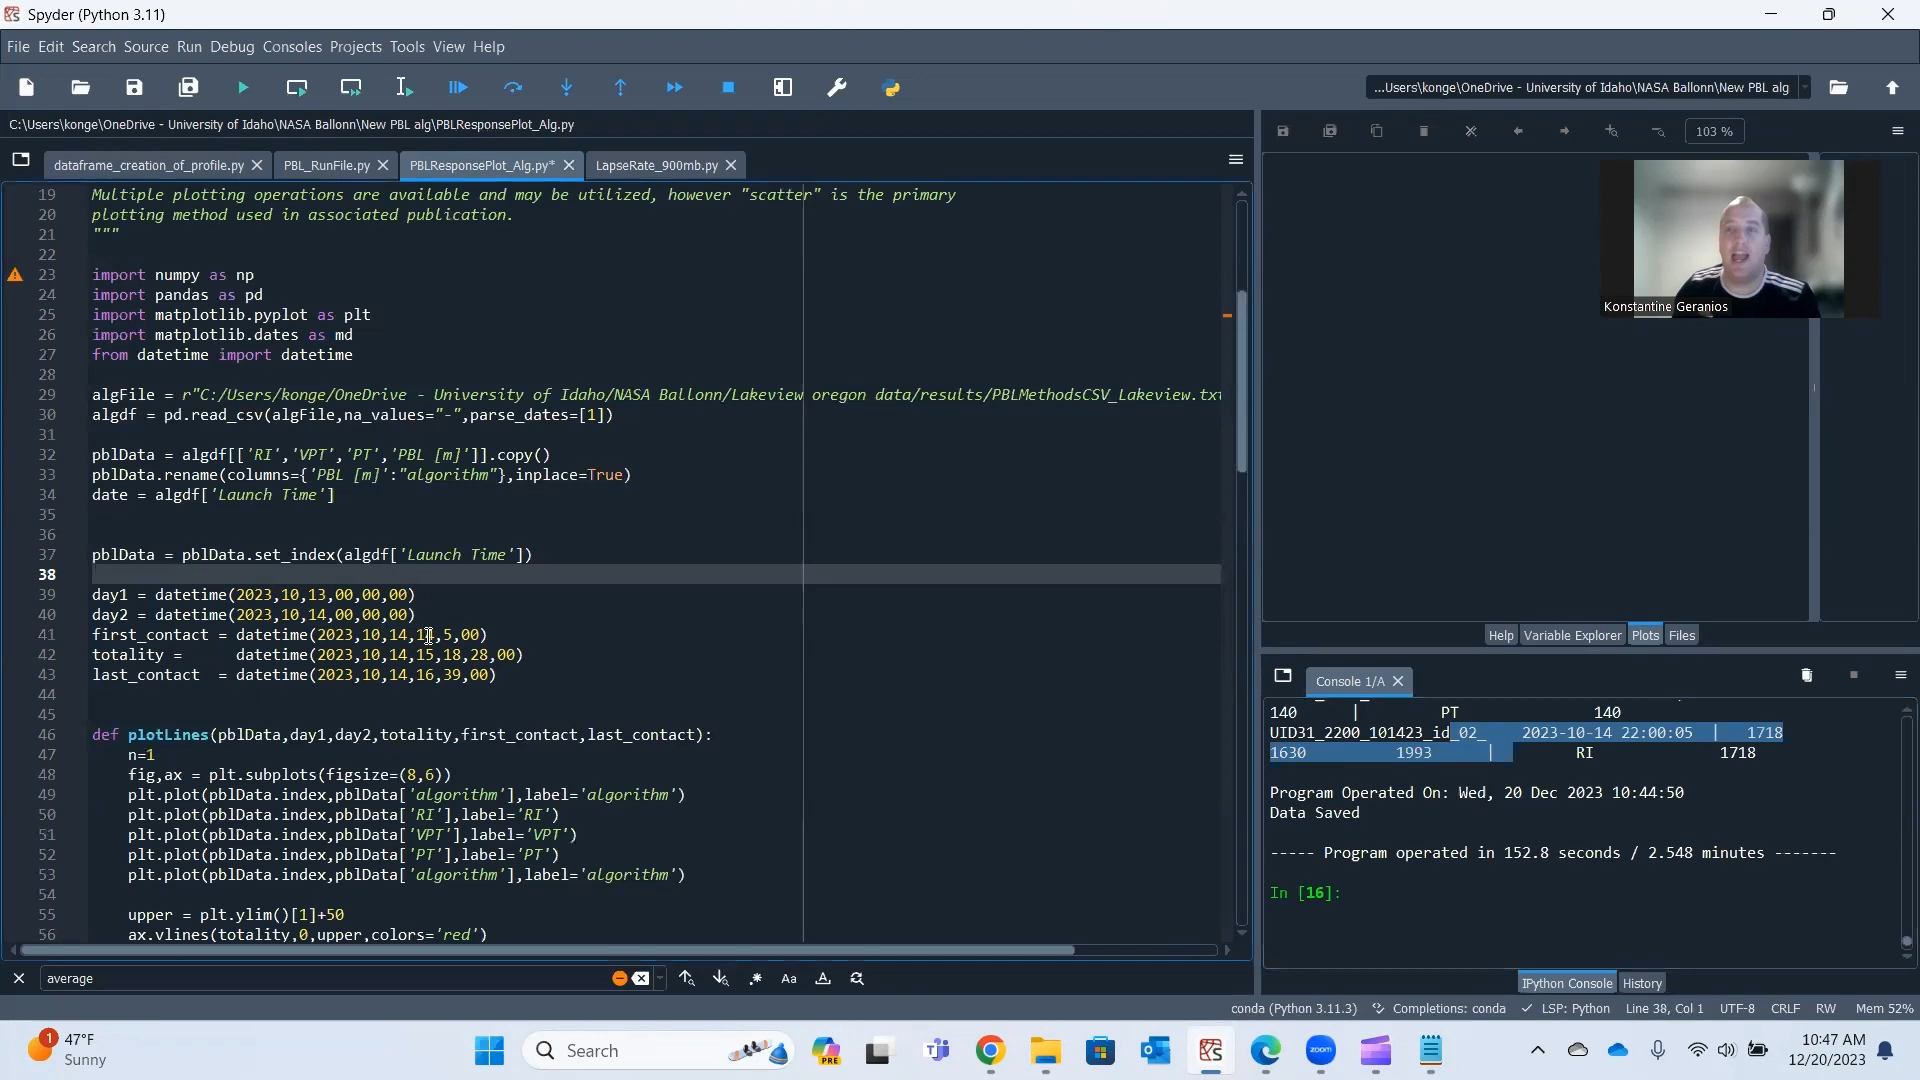 Spyder (Python 3.11)
File Edit Search Source Run Debug Consoles Projects Tools View Help
...Users\konge\OneDrive - University of Idaho\NASA Ballonn\New PBL alg
C:\Users\konge\OneDrive - University of Idaho\NASA Ballonn\New PBL alg\PBLResponsePlot_Alg.py
103 %
dataframe_creation_of_profile.py PBL_RunFile.py PBLResponsePlot_Alg.py* LapseRate_900mb.py
19 Multiple plotting operations are available and may be utilized, however "scatter" is the primary
20 plotting method used in associated publication.
21 """
22
23 import numpy as np
24 import pandas as pd
25 import matplotlib.pyplot as plt
26 import matplotlib.dates as md
27 from datetime import datetime
28
29 algFile = r"C:/Users/konge/OneDrive - University of Idaho/NASA Ballonn/Lakeview oregon data/results/PBLMethodsCSV_Lakeview.txt
30 algdf = pd.read_csv(algFile,na_values="-",parse_dates=[1])
31
32 pblData = algdf[['RI','VPT','PT','PBL [m]']].copy()
33 pblData.rename(columns={'PBL [m]':"algorithm"},inplace=True)
34 date = algdf['Launch Time']
35
36
37 pblData = pblData.set_index(algdf['Launch Time'])
38
39 day1 = datetime(2023,10,13,00,00,00)
40 day2 = datetime(2023,10,14,00,00,00)
41 first_contact = datetime(2023,10,14,14,5,00)
42 totality =      datetime(2023,10,14,15,18,28,00)
43 last_contact  = datetime(2023,10,14,16,39,00)
44
45
46 def plotLines(pblData,day1,day2,totality,first_contact,last_contact):
47     n=1
48     fig,ax = plt.subplots(figsize=(8,6))
49     plt.plot(pblData.index,pblData['algorithm'],label='algorithm')
50     plt.plot(pblData.index,pblData['RI'],label='RI')
51     plt.plot(pblData.index,pblData['VPT'],label='VPT')
52     plt.plot(pblData.index,pblData['PT'],label='PT')
53     plt.plot(pblData.index,pblData['algorithm'],label='algorithm')
54
55     upper = plt.ylim()[1]+50
56     ax.vlines(totality,0,upper,colors='red')
Konstantine Geranios
Help Variable Explorer Plots Files
Console 1/A
140 | PT 140
UID31_2200_101423_id_02_ 2023-10-14 22:00:05 | 1718
1630 1993 | RI 1718
Program Operated On: Wed, 20 Dec 2023 10:44:50
Data Saved
----- Program operated in 152.8 seconds / 2.548 minutes -------
In [16]:
average
.* Aa
IPython Console History
conda (Python 3.11.3) Completions: conda LSP: Python Line 38, Col 1 UTF-8 CRLF RW Mem 52%
1
47°F
Sunny
Search
PRE
zoom
10:47 AM
12/20/2023